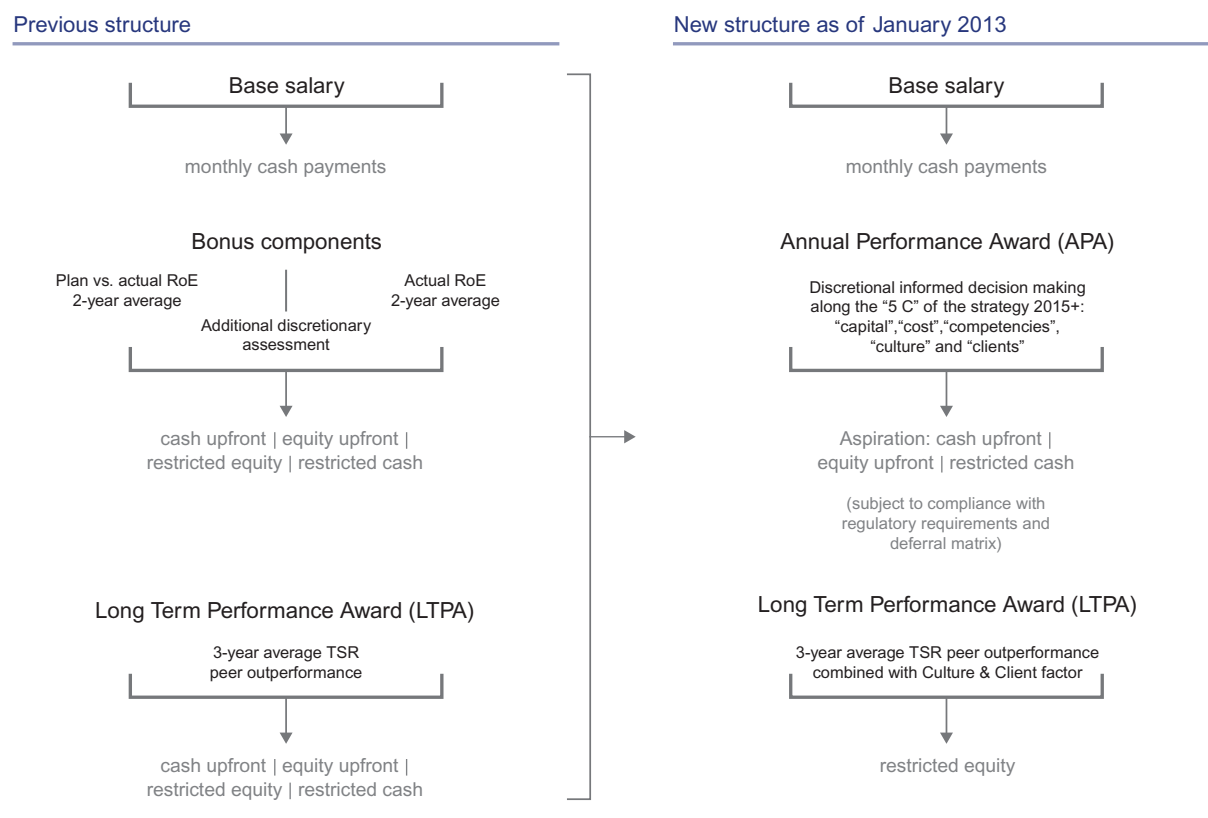 Previous structure
Base salary
monthly cash payments
Bonus components
Plan vs. actual RoE
2-year average
Actual RoE
2-year average
Additional discretionary
assessment
cash upfront | equity upfront |
restricted equity | restricted cash
Long Term Performance Award (LTPA)
3-year average TSR
peer outperformance
cash upfront | equity upfront |
restricted equity | restricted cash
New structure as of January 2013
Base salary
monthly cash payments
Annual Performance Award (APA)
Discretional informed decision making
along the “5 C” of the strategy 2015+:
“capital”,“cost”,“competencies”,
“culture” and “clients”
Aspiration: cash upfront |
equity upfront | restricted cash
(subject to compliance with
regulatory requirements and
deferral matrix)
Long Term Performance Award (LTPA)
3-year average TSR peer outperformance
combined with Culture & Client factor
restricted equity